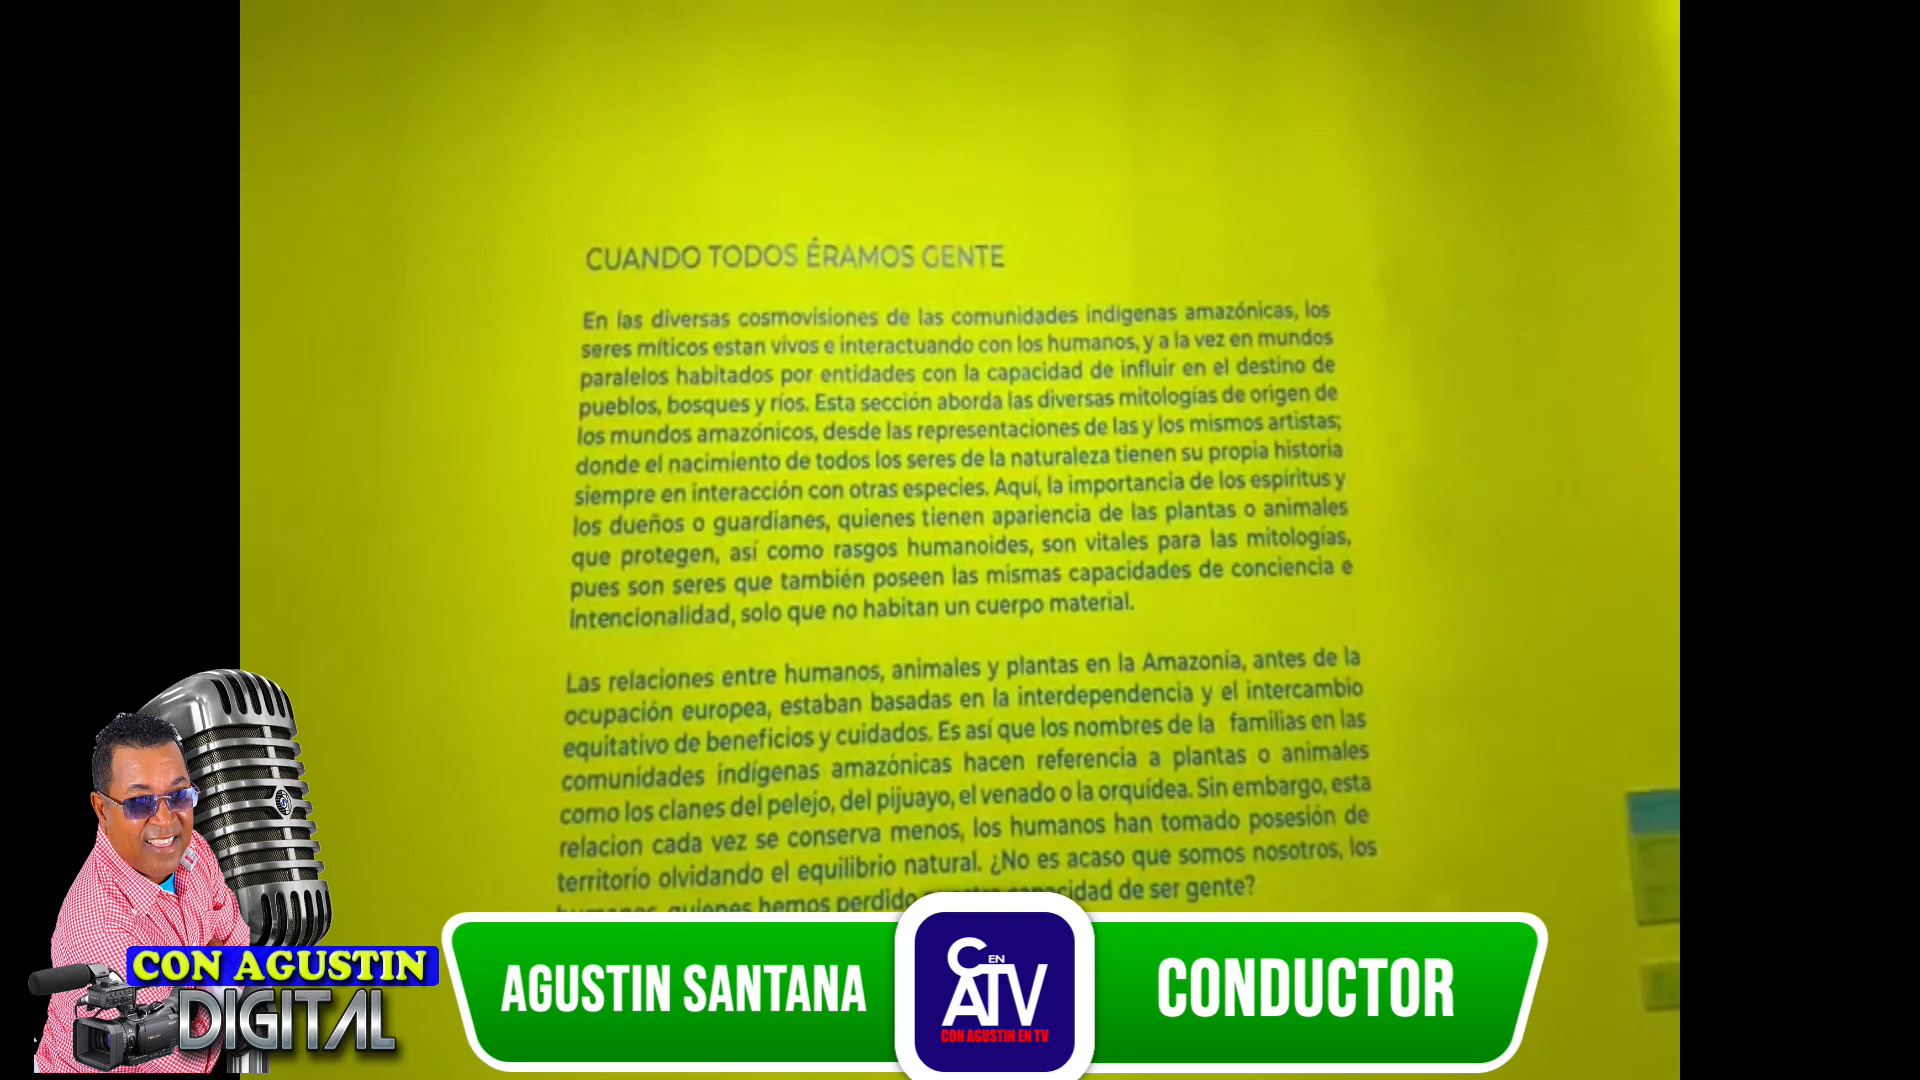 CUANDO TODOS ÉRAMOS GENTE
En las diversas cosmovisiones de las comunidades indígenas amazónicas, los
seres míticos estan vivos e interactuando con los humanos, y a la vez en mundos
paralelos habitados por entidades con la capacidad de influir en el destino de
pueblos, bosques y ríos. Esta sección aborda las diversas mitologías de origen de
los mundos amazónicos, desde las representaciones de las y los mismos artistas;
donde el nacimiento de todos los seres de la naturaleza tienen su propia historia
siempre en interacción con otras especies. Aquí, la importancia de los espíritus y
los dueños o guardianes, quienes tienen apariencia de las plantas o animales
que protegen, así como rasgos humanoides, son vitales para las mitologías,
pues son seres que también poseen las mismas capacidades de conciencia e
intencionalidad, solo que no habitan un cuerpo material.
Las relaciones entre humanos, animales y plantas en la Amazonía, antes de la
ocupación europea, estaban basadas en la interdependencia y el intercambio
equitativo de beneficios y cuidados. Es así que los nombres de la familias en las
comunidades indígenas amazónicas hacen referencia a plantas o animales
como los clanes del pelejo, del pijuayo, el venado o la orquídea. Sin embargo, esta
relacion cada vez se conserva menos, los humanos han tomado posesión de
territorio olvidando el equilibrio natural. ¿No es acaso que somos nosotros, los
humanos, quienes hemos perdido capacidad de ser gente?
CON AGUSTIN
DIGITAL
AGUSTIN SANTANA
C EN
ATV
CON AGUSTIN EN TV
CONDUCTOR